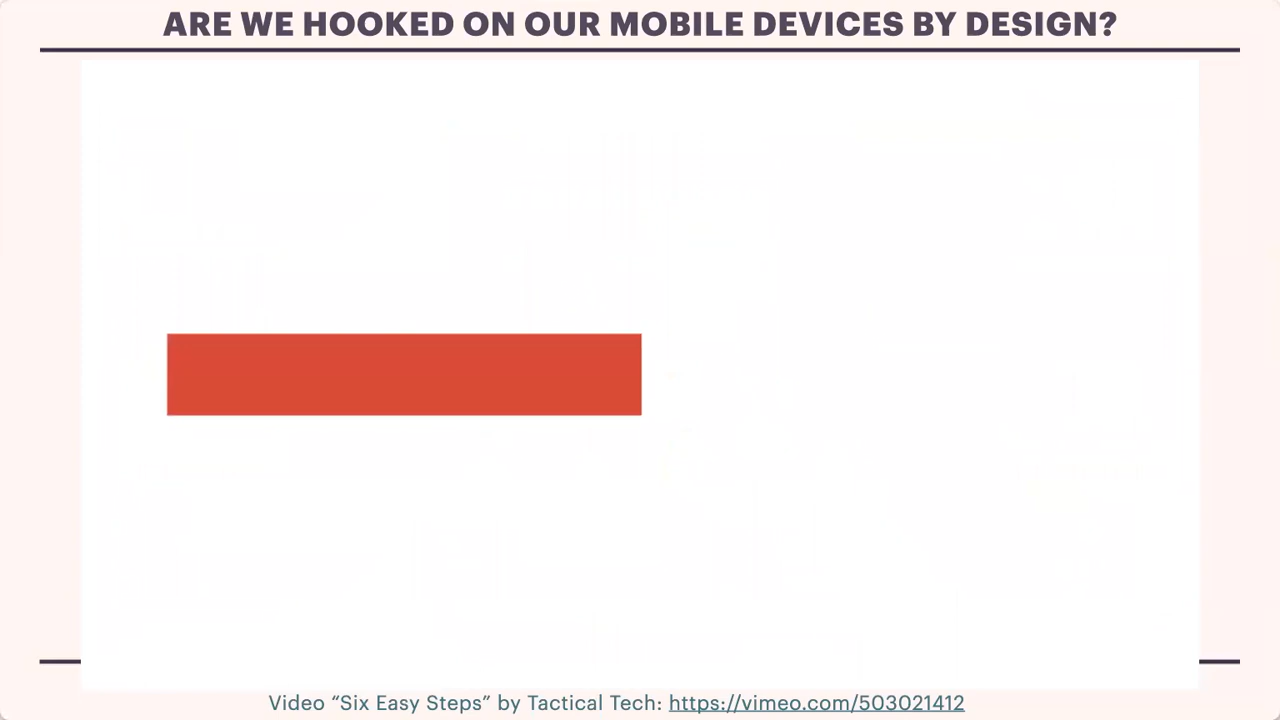 ARE WE HOOKED ON OUR MOBILE DEVICES BY DESIGN?
Video “Six Easy Steps” by Tactical Tech: https://vimeo.com/503021412